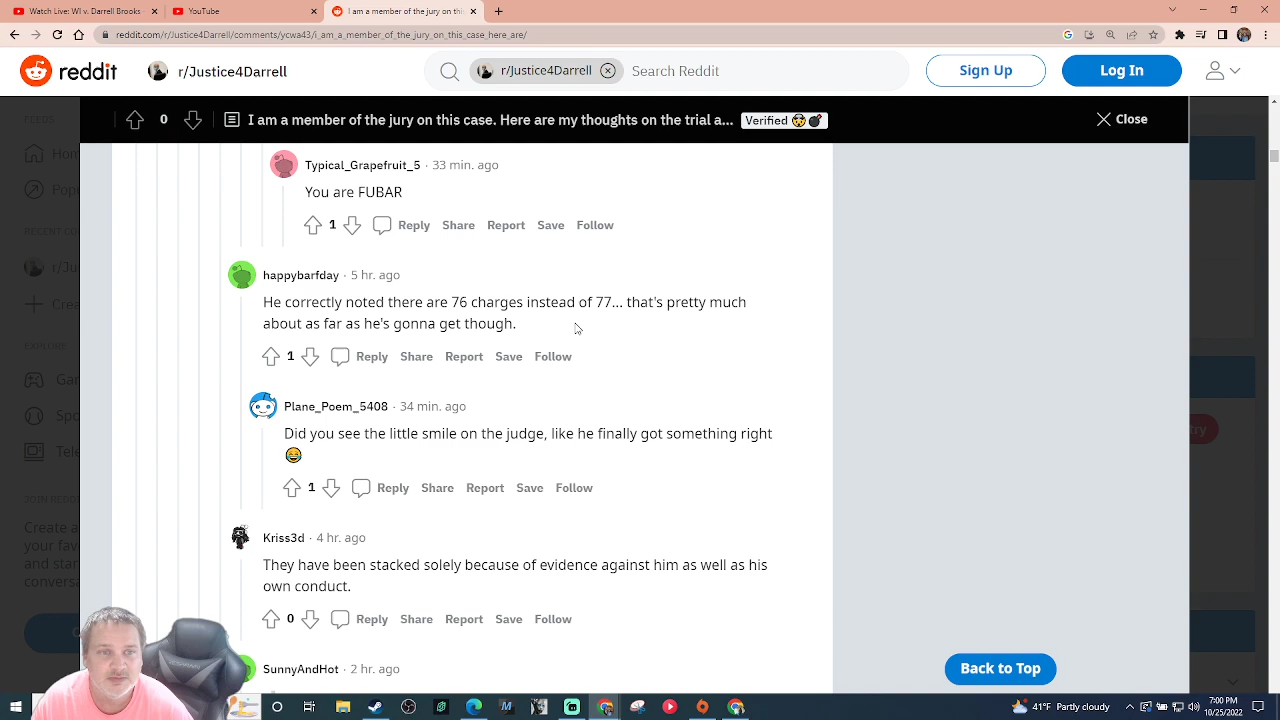 Watch Live: WI v. Darrell Brooks
YouTube
I am a member of the jury on this
reddit.com/r/Justice4Darrell/comments/ycwa43/i_am_a_member_of_the_jury_on_this_case_here_are/
reddit
r/Justice4Darrell
r/Justice4Darrell
Search Reddit
Sign Up
Log In
FEEDS
0
I am a member of the jury on this case. Here are my thoughts on the trial a...
Verified
Close
Typical_Grapefruit_5 · 33 min. ago
You are FUBAR
1 Reply Share Report Save Follow
happybarfday · 5 hr. ago
He correctly noted there are 76 charges instead of 77... that's pretty much
about as far as he's gonna get though.
1 Reply Share Report Save Follow
Plane_Poem_5408 · 34 min. ago
Did you see the little smile on the judge, like he finally got something right
😂
1 Reply Share Report Save Follow
Kriss3d · 4 hr. ago
They have been stacked solely because of evidence against him as well as his
own conduct.
0 Reply Share Report Save Follow
SunnyAndHot · 2 hr. ago
Back to Top
EXPLORE
41°F Partly cloudy
7:00 PM
10/25/2022